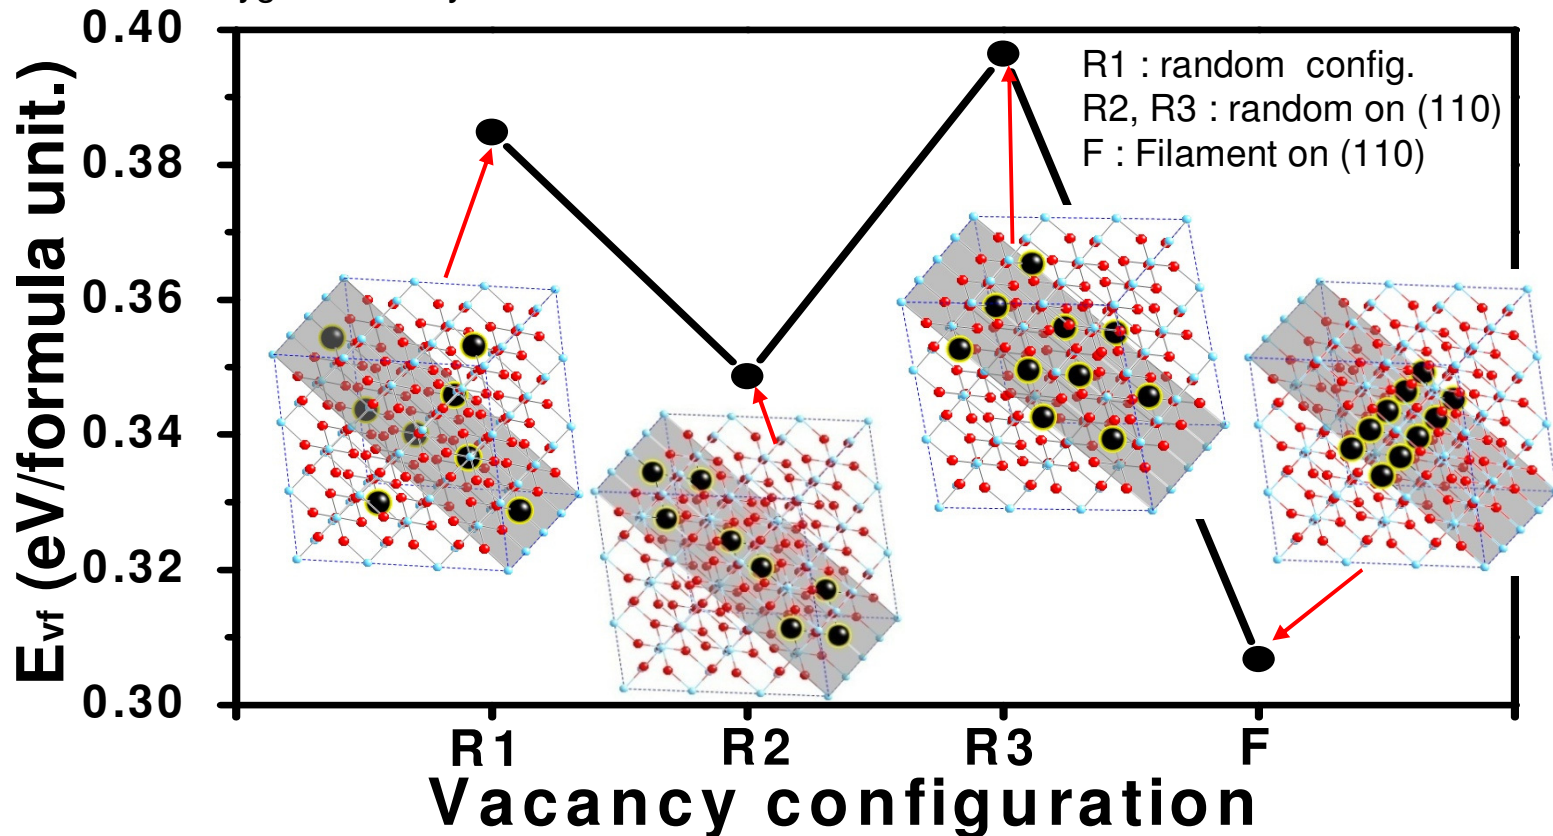 0.40
0.38
0.36
0.34
0.32
0.30
Evf (eV/formula unit.)
R1 : random config.
R2, R3 : random on (110)
F : Filament on (110)
R1 R2 R3 F
Vacancy configuration